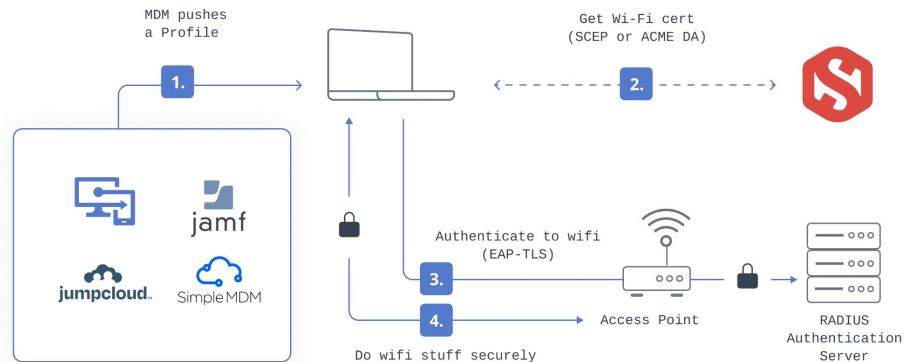 MDM pushes
a Profile
1.
Get Wi-Fi cert
(SCEP or ACME DA)
2.
S
jamf
jumpcloud™
SimpleMDM
Authenticate to wifi
(EAP-TLS)
3.
4.
Do wifi stuff securely
Access Point
RADIUS
Authentication
Server